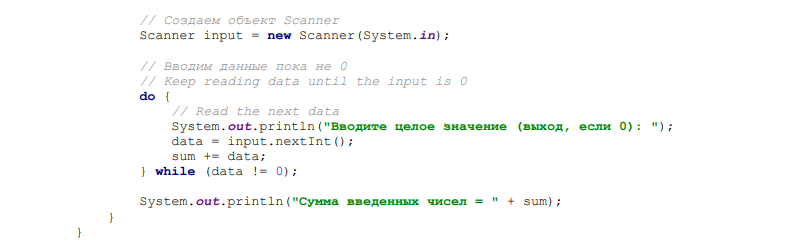 // Создаем объект Scanner
Scanner input = new Scanner(System.in);
// Вводим данные пока не 0
// Keep reading data until the input is 0
do {
// Read the next data
System.out.println("Введите целое значение (выход, если 0): ");
data = input.nextInt();
sum += data;
} while (data != 0);
System.out.println("Сумма введенных чисел = " + sum);
}
}